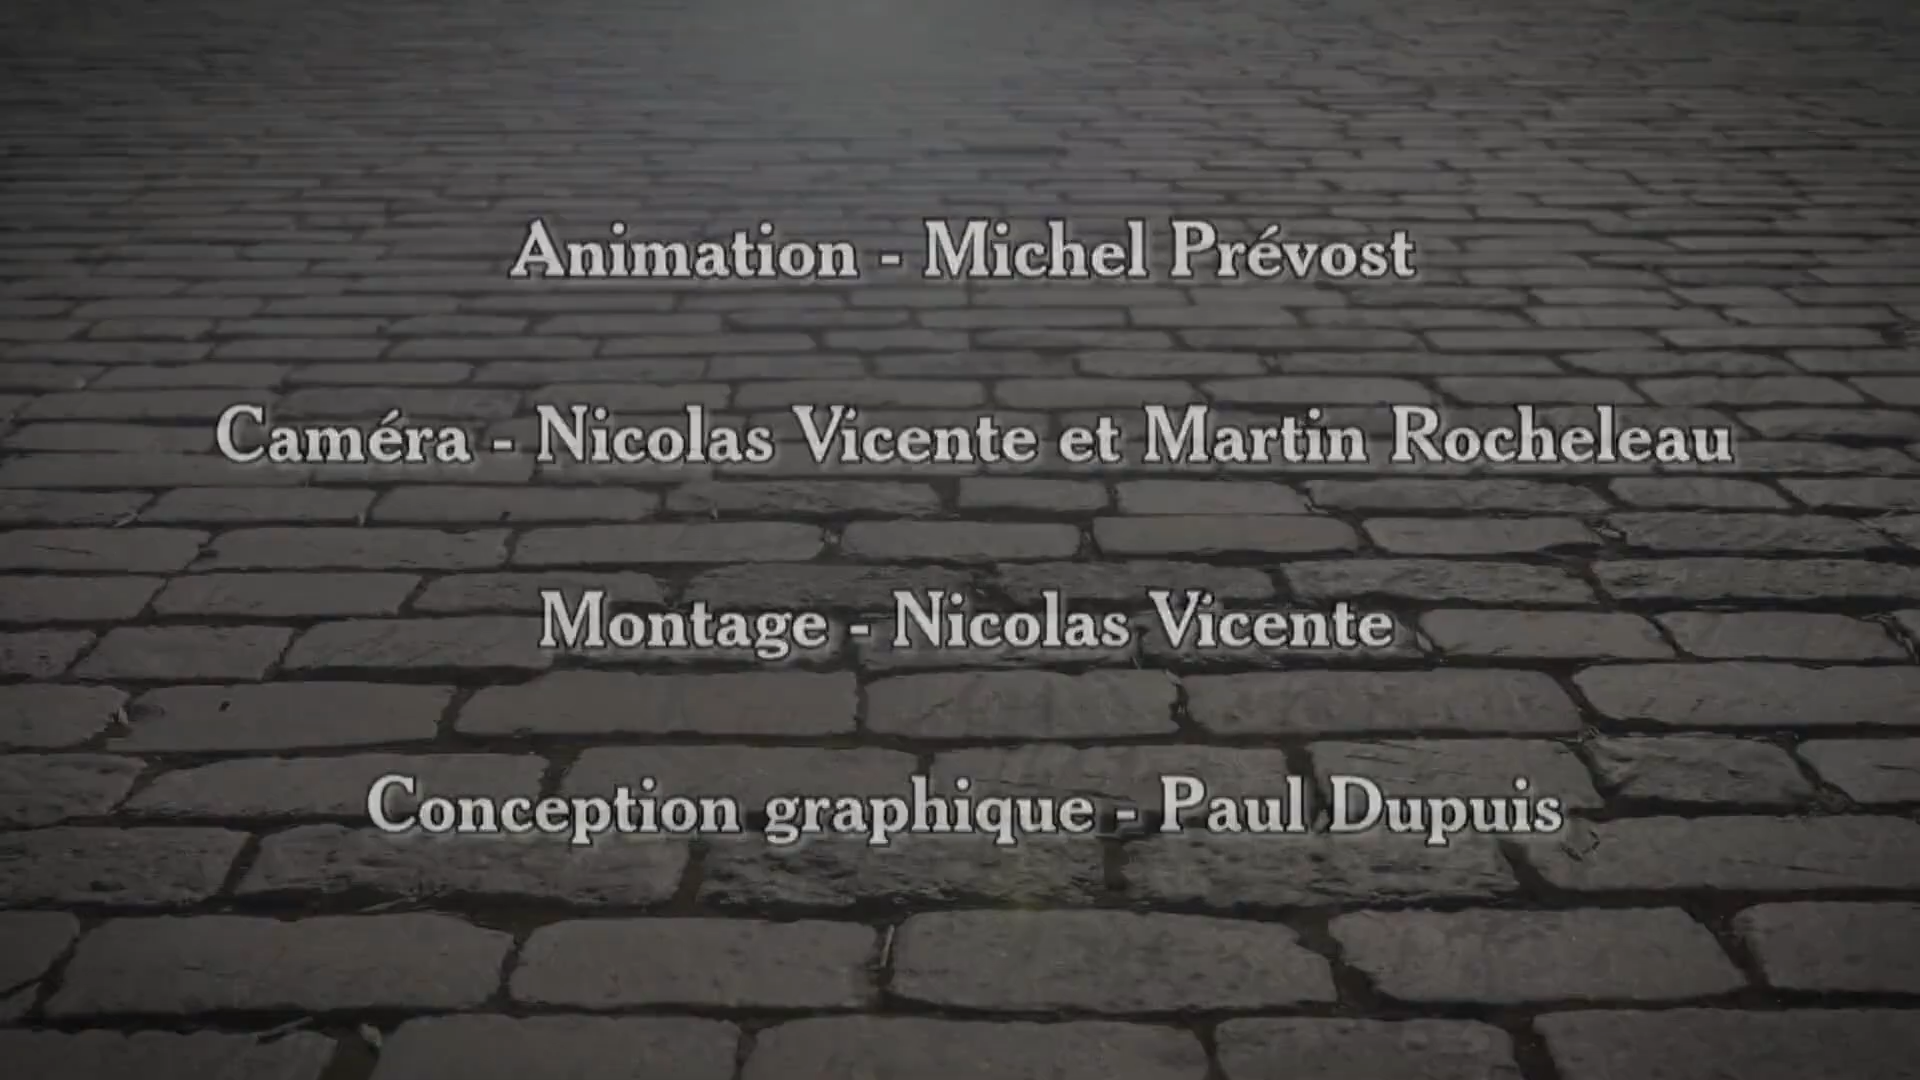 Animation - Michel Prévost
Caméra - Nicolas Vicente et Martin Rocheleau
Montage - Nicolas Vicente
Conception graphique - Paul Dupuis